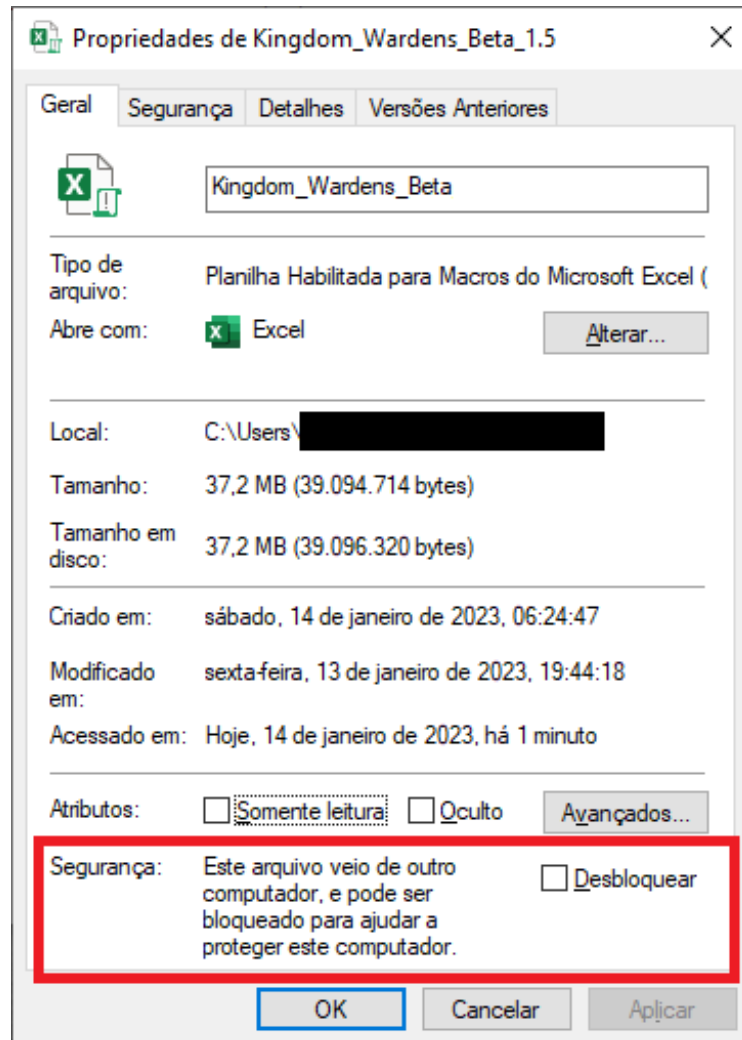 Propriedades de Kingdom_Wardens_Beta_1.5
Geral Segurança Detalhes Versões Anteriores
Kingdom_Wardens_Beta
Tipo de arquivo: Planilha Habilitada para Macros do Microsoft Excel (
Abre com: Excel Alterar...
Local: C:\Users\
Tamanho: 37,2 MB (39.094.714 bytes)
Tamanho em disco: 37,2 MB (39.096.320 bytes)
Criado em: sábado, 14 de janeiro de 2023, 06:24:47
Modificado em: sexta-feira, 13 de janeiro de 2023, 19:44:18
Acessado em: Hoje, 14 de janeiro de 2023, há 1 minuto
Atributos: Somente leitura Oculto Avançados...
Segurança: Este arquivo veio de outro
computador, e pode ser
bloqueado para ajudar a
proteger este computador.
Desbloquear
OK Cancelar Aplicar